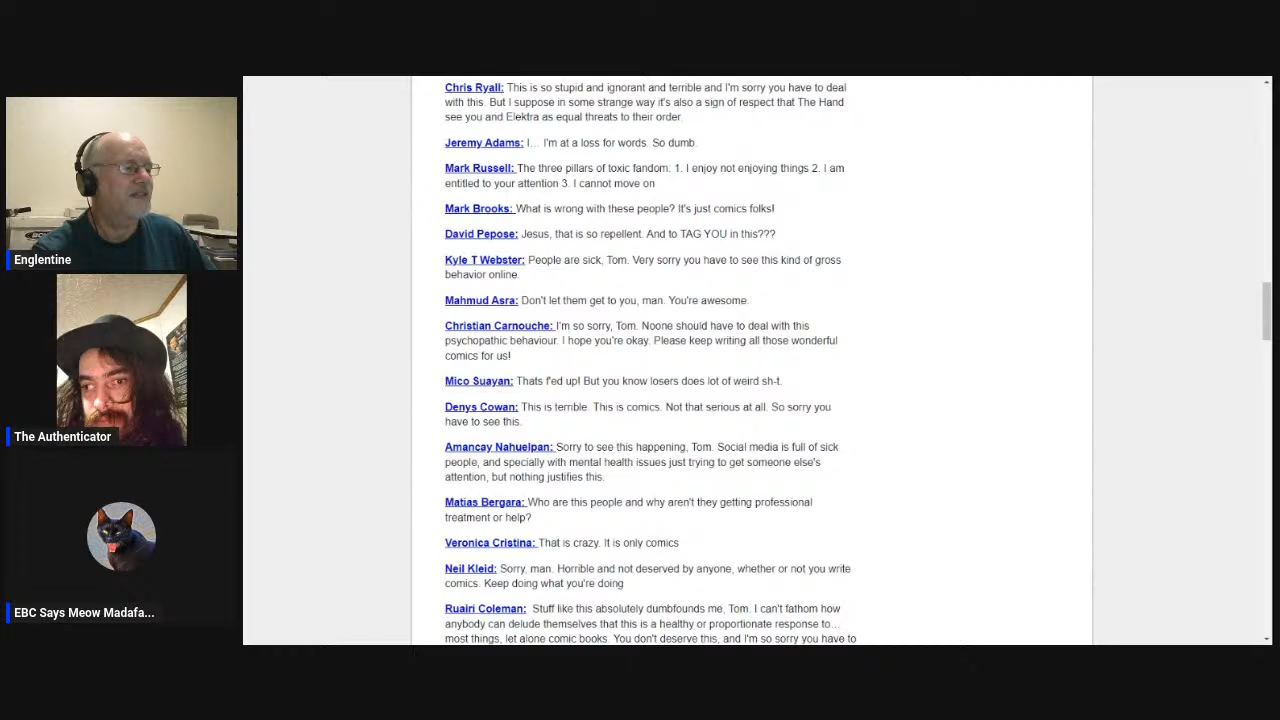 Chris Ryall: This is so stupid and ignorant and terrible and I'm sorry you have to deal
with this. But I suppose in some strange way it's also a sign of respect that The Hand
see you and Elektra as equal threats to their order.
Jeremy Adams: I… I'm at a loss for words. So dumb.
Mark Russell: The three pillars of toxic fandom: 1. I enjoy not enjoying things 2. I am
entitled to your attention 3. I cannot move on
Mark Brooks: What is wrong with these people? It's just comics folks!
David Pepose: Jesus, that is so repellent. And to TAG YOU in this???
Kyle T Webster: People are sick, Tom. Very sorry you have to see this kind of gross
behavior online.
Mahmud Asra: Don't let them get to you, man. You're awesome.
Christian Carnouche: I'm so sorry, Tom. Noone should have to deal with this
psychopathic behaviour. I hope you're okay. Please keep writing all those wonderful
comics for us!
Mico Suayan: Thats f'ed up! But you know losers does lot of weird sh-t.
Denys Cowan: This is terrible. This is comics. Not that serious at all. So sorry you
have to see this.
Amancay Nahuelpan: Sorry to see this happening, Tom. Social media is full of sick
people, and specially with mental health issues just trying to get someone else's
attention, but nothing justifies this.
Matias Bergara: Who are this people and why aren't they getting professional
treatment or help?
Veronica Cristina: That is crazy. It is only comics
Neil Kleid: Sorry, man. Horrible and not deserved by anyone, whether or not you write
comics. Keep doing what you're doing
Ruairi Coleman: Stuff like this absolutely dumbfounds me, Tom. I can't fathom how
anybody can delude themselves that this is a healthy or proportionate response to…
most things, let alone comic books. You don't deserve this, and I'm so sorry you have to
Englentine
The Authenticator
EBC Says Meow Madafa...